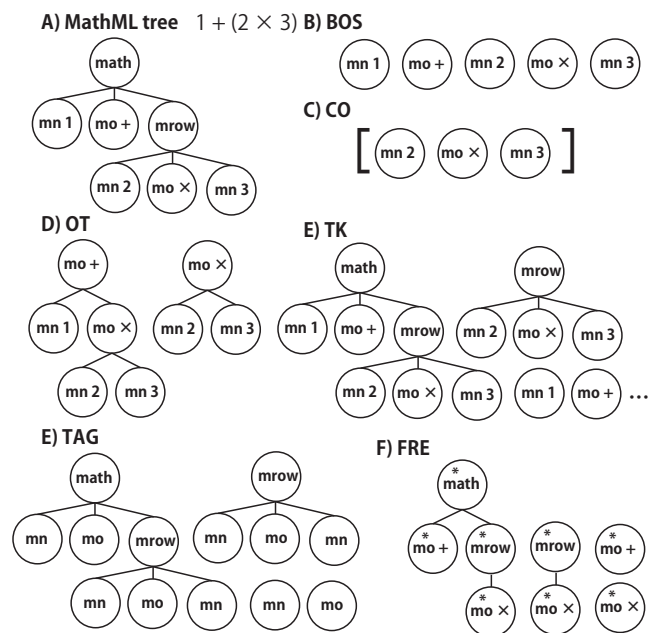 A) MathML tree 1 + (2 × 3) B) BOS
math
mn 1 mo + mn 2 mo × mn 3
mn 1 mo + mrow
C) CO
[ mn 2 mo × mn 3 ]
mn 2 mo × mn 3
D) OT E) TK
mo + mo × math mrow
mn 1 mo × mn 2 mn 3 mn 1 mo + mrow mn 2 mo × mn 3
mn 2 mn 3 mn 2 mo × mn 3 mn 1 mo + ...
E) TAG F) FRE
math mrow * math
mn mo mrow mn mo mn * mo + * mrow * mrow * mo +
mn mo mn mn mo * mo × * mo × * mo ×